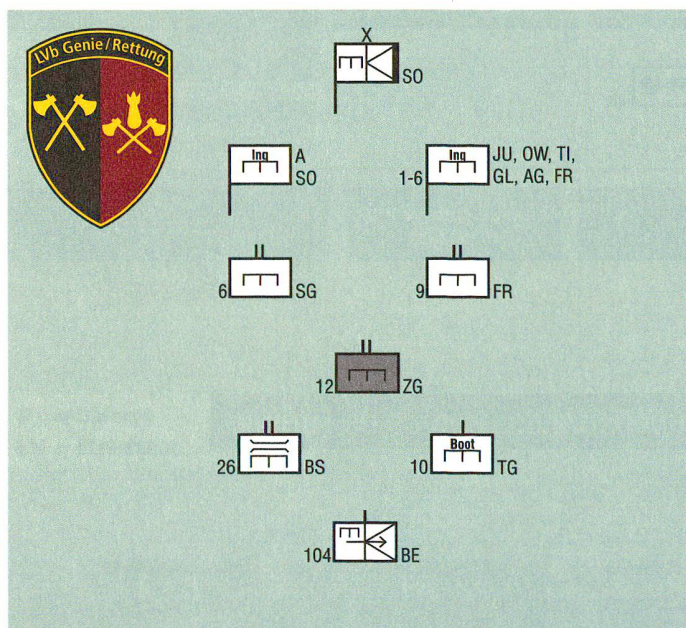 LVb Genie/Rettung
X
SO
Ing
A
SO
Ing
1-6
JU, OW, TI,
GL, AG, FR
II
6
SG
II
9
FR
II
12
ZG
II
26
BS
I
Boot
10
TG
I
104
BE